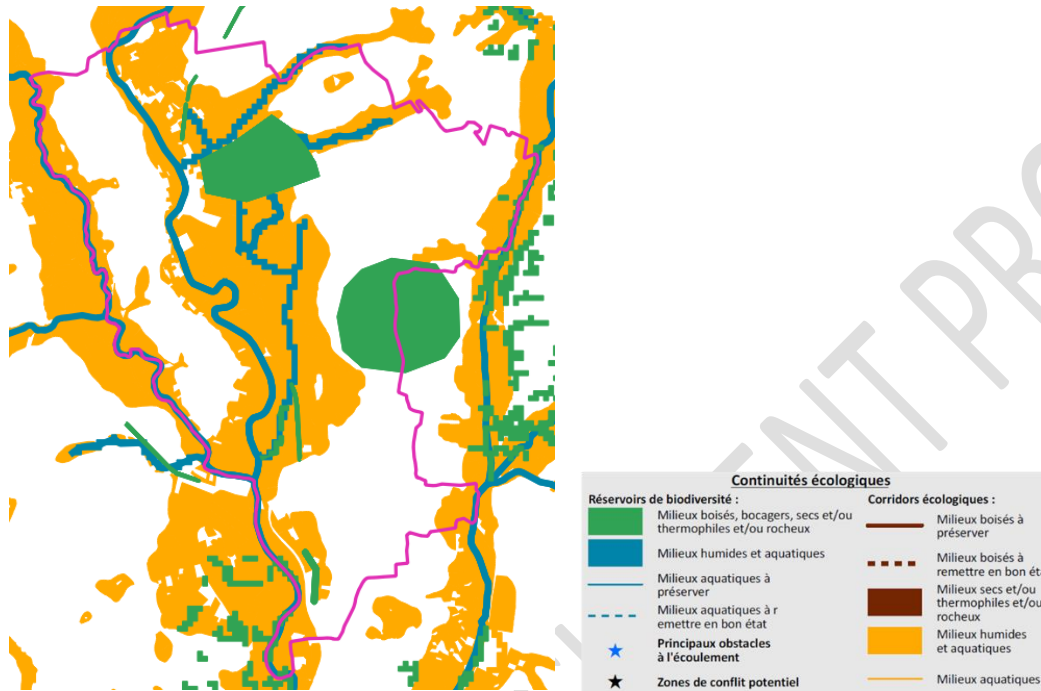 Continuités écologiques
Réservoirs de biodiversité :
Milieux boisés, bocagers, secs et/ou
thermophiles et/ou rocheux
Milieux humides et aquatiques
Milieux aquatiques à
préserver
Milieux aquatiques à r
emettre en bon état
Principaux obstacles
à l'écoulement
Zones de conflit potentiel
Corridors écologiques :
Milieux boisés à
préserver
Milieux boisés à
remettre en bon éta
Milieux secs et/ou
thermophiles et/ou
rocheux
Milieux humides
et aquatiques
Milieux aquatiques